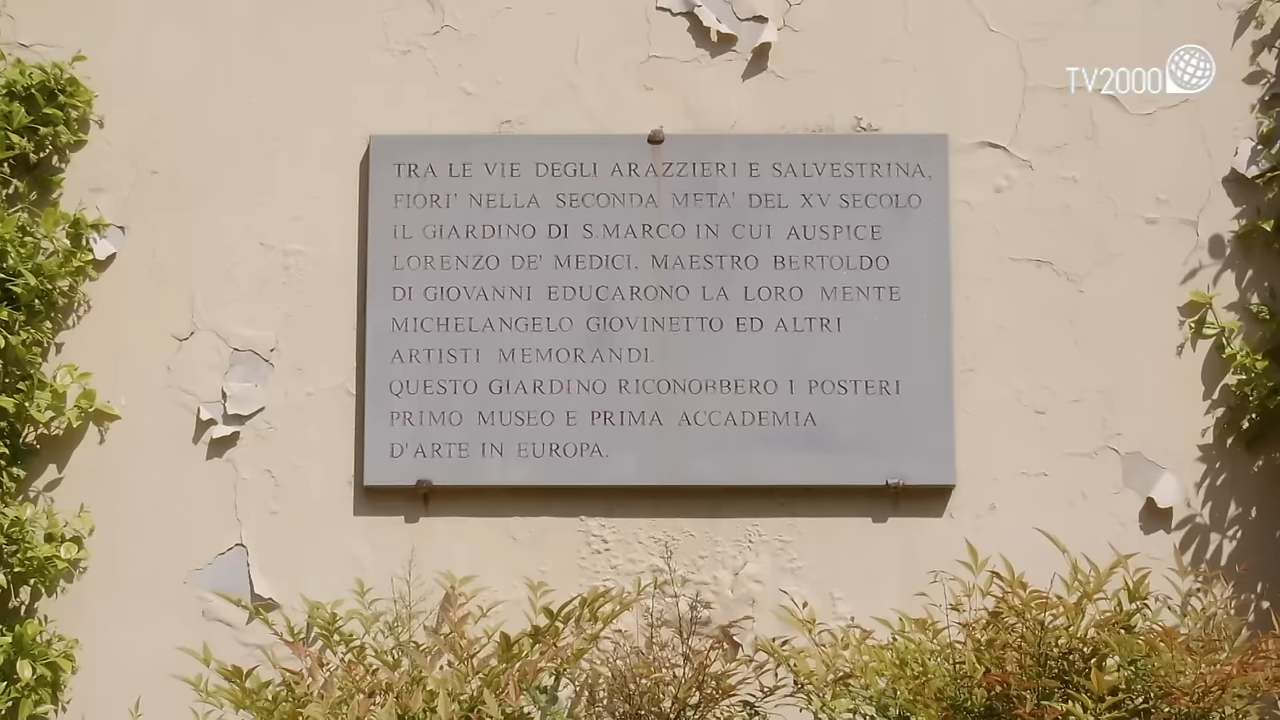 TV2000
TRA LE VIE DEGLI ARAZZIERI E SALVESTRINA,
FIORI' NELLA SECONDA META' DEL XV SECOLO
IL GIARDINO DI S.MARCO IN CUI AUSPICE
LORENZO DE' MEDICI, MAESTRO BERTOLDO
DI GIOVANNI EDUCARONO LA LORO MENTE
MICHELANGELO GIOVINETTO ED ALTRI
ARTISTI MEMORANDI.
QUESTO GIARDINO RICONOBBERO I POSTERI
PRIMO MUSEO E PRIMA ACCADEMIA
D'ARTE IN EUROPA.